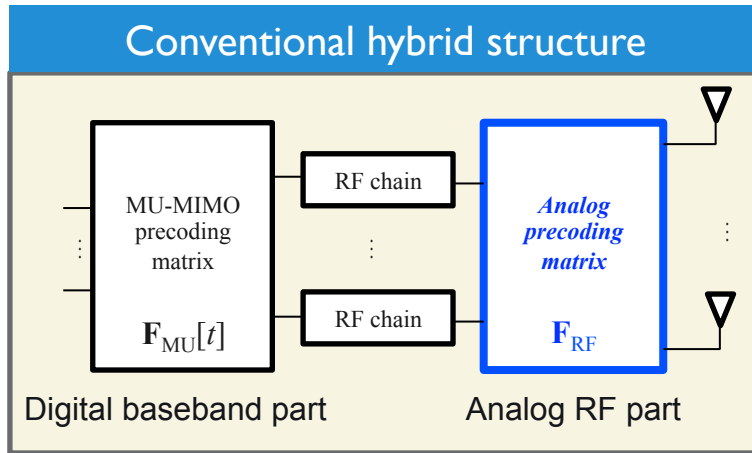 Conventional hybrid structure
MU-MIMO
precoding
matrix
F_MU[t]
RF chain
RF chain
Analog
precoding
matrix
F_RF
Digital baseband part
Analog RF part